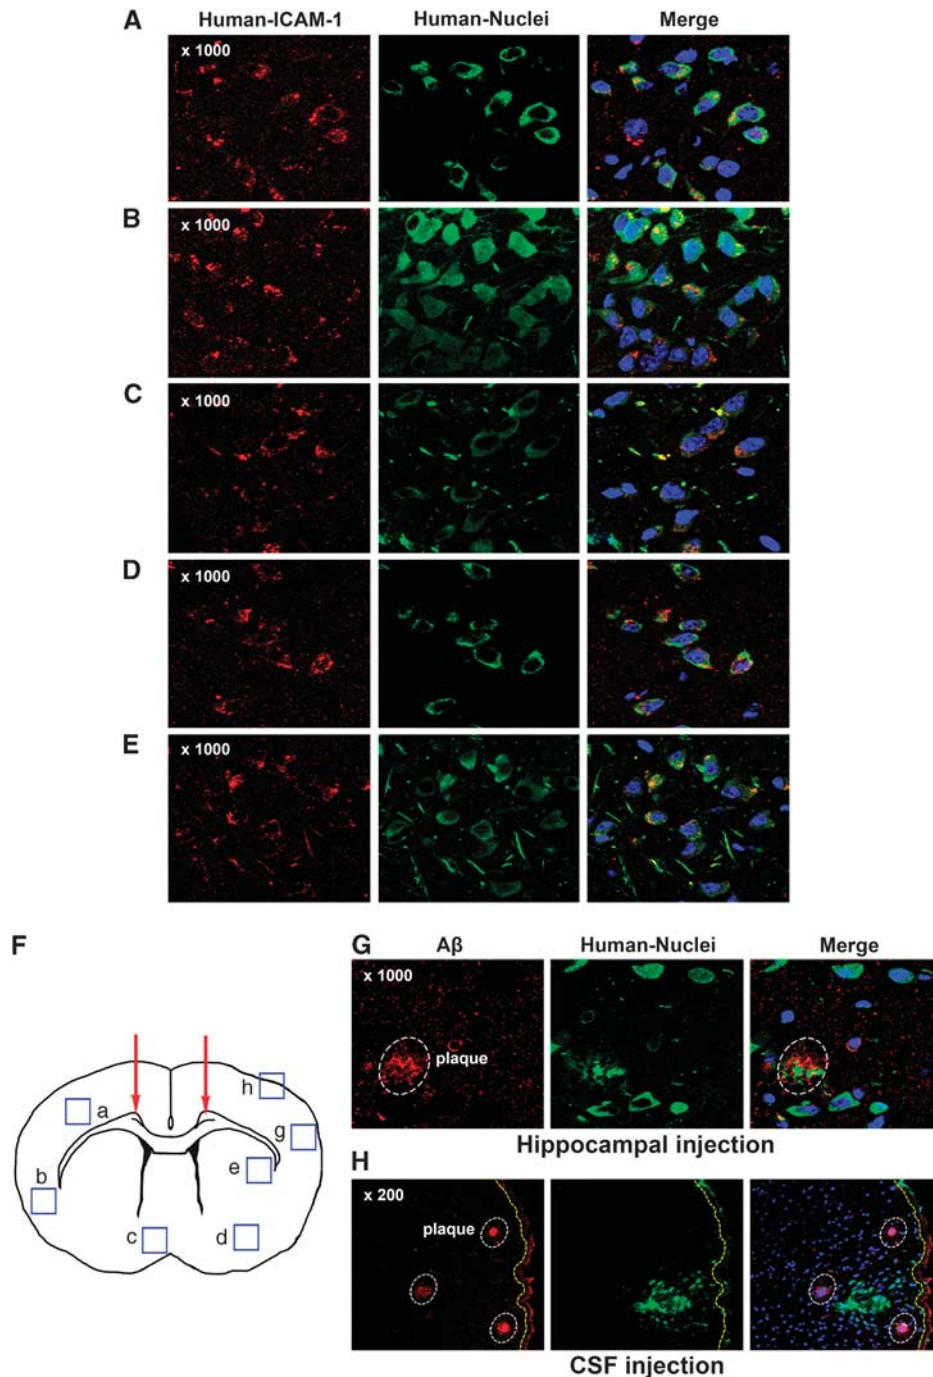 A Human-ICAM-1 Human-Nuclei Merge
x 1000
B
x 1000
C
x 1000
D
x 1000
E
x 1000
F
a
b
c
d
e
g
h
G Aβ Human-Nuclei Merge
x 1000
plaque
Hippocampal injection
H
x 200
plaque
CSF injection